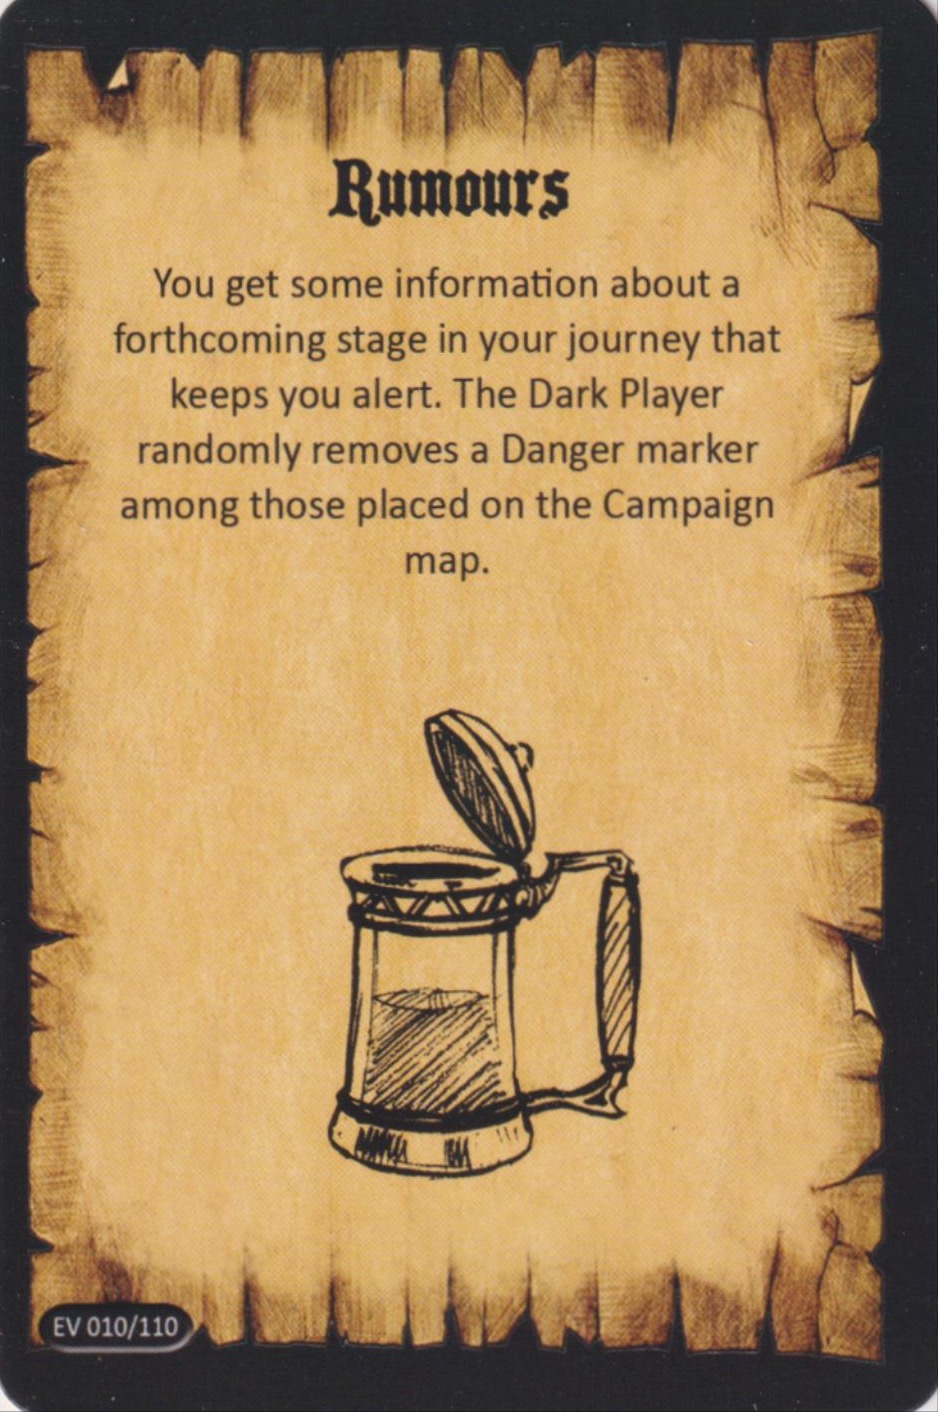 Rumours
You get some information about a
forthcoming stage in your journey that
keeps you alert. The Dark Player
randomly removes a Danger marker
among those placed on the Campaign
map.
EV 010/110